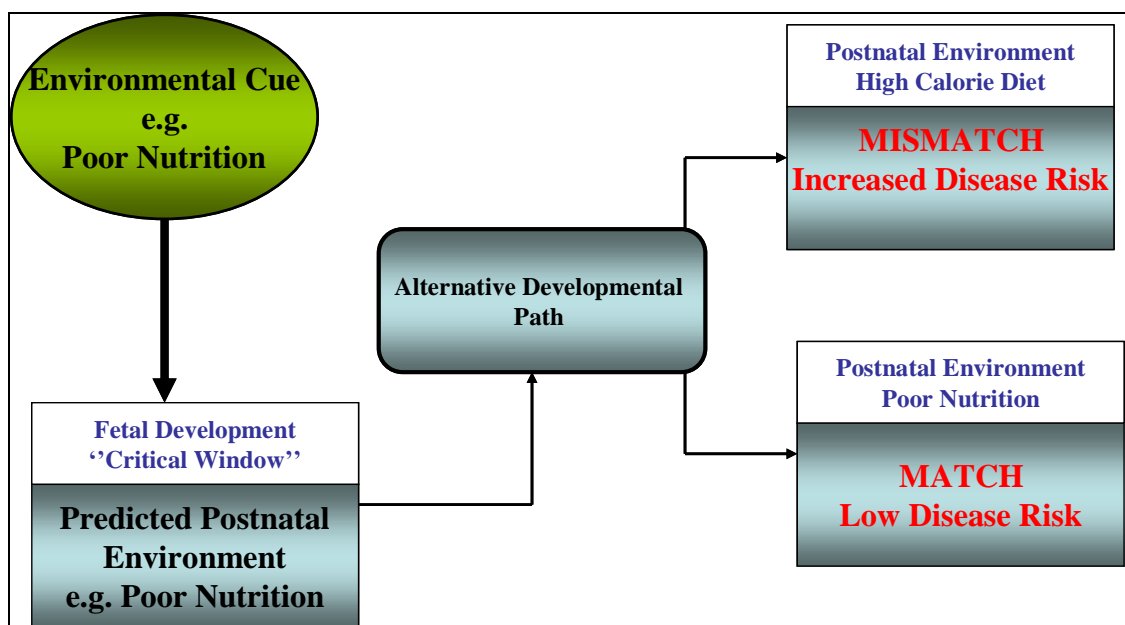 Environmental Cue
e.g.
Poor Nutrition
Fetal Development
‘’Critical Window’’
Predicted Postnatal
Environment
e.g. Poor Nutrition
Alternative Developmental
Path
Postnatal Environment
High Calorie Diet
MISMATCH
Increased Disease Risk
Postnatal Environment
Poor Nutrition
MATCH
Low Disease Risk